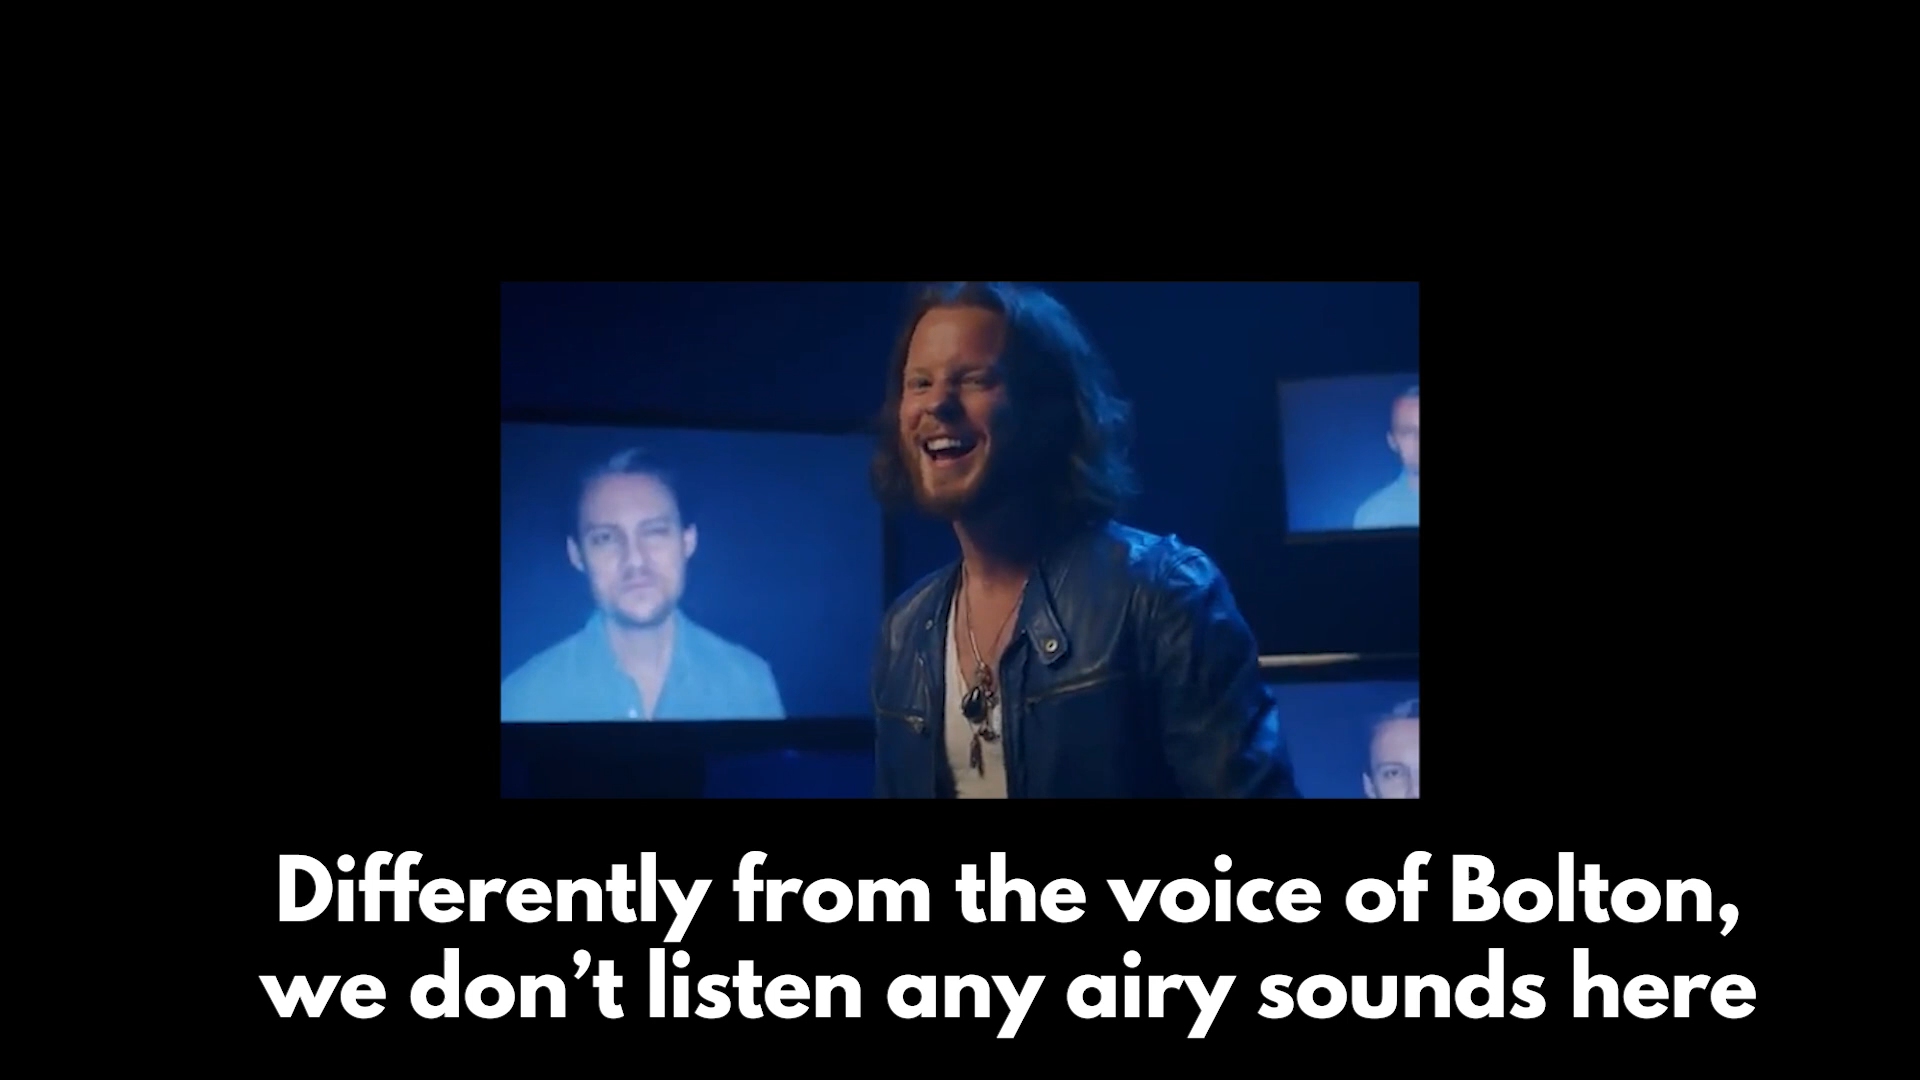 Differently from the voice of Bolton,
we don’t listen any airy sounds here